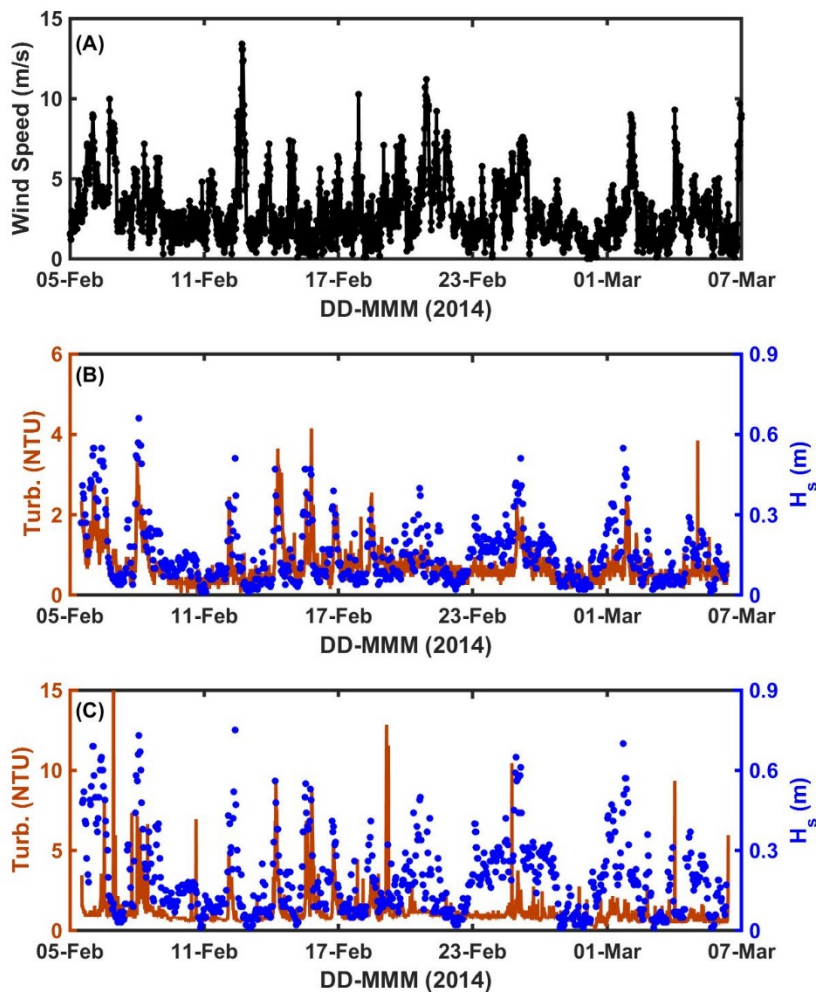 (A)
Wind Speed (m/s)
15
10
5
0
05-Feb 11-Feb 17-Feb 23-Feb 01-Mar 07-Mar
DD-MMM (2014)
(B)
Turb. (NTU)
6
4
2
0
0.9
0.6
0.3
0
H_s (m)
05-Feb 11-Feb 17-Feb 23-Feb 01-Mar 07-Mar
DD-MMM (2014)
(C)
Turb. (NTU)
15
10
5
0
0.9
0.6
0.3
0
H_s (m)
05-Feb 11-Feb 17-Feb 23-Feb 01-Mar 07-Mar
DD-MMM (2014)